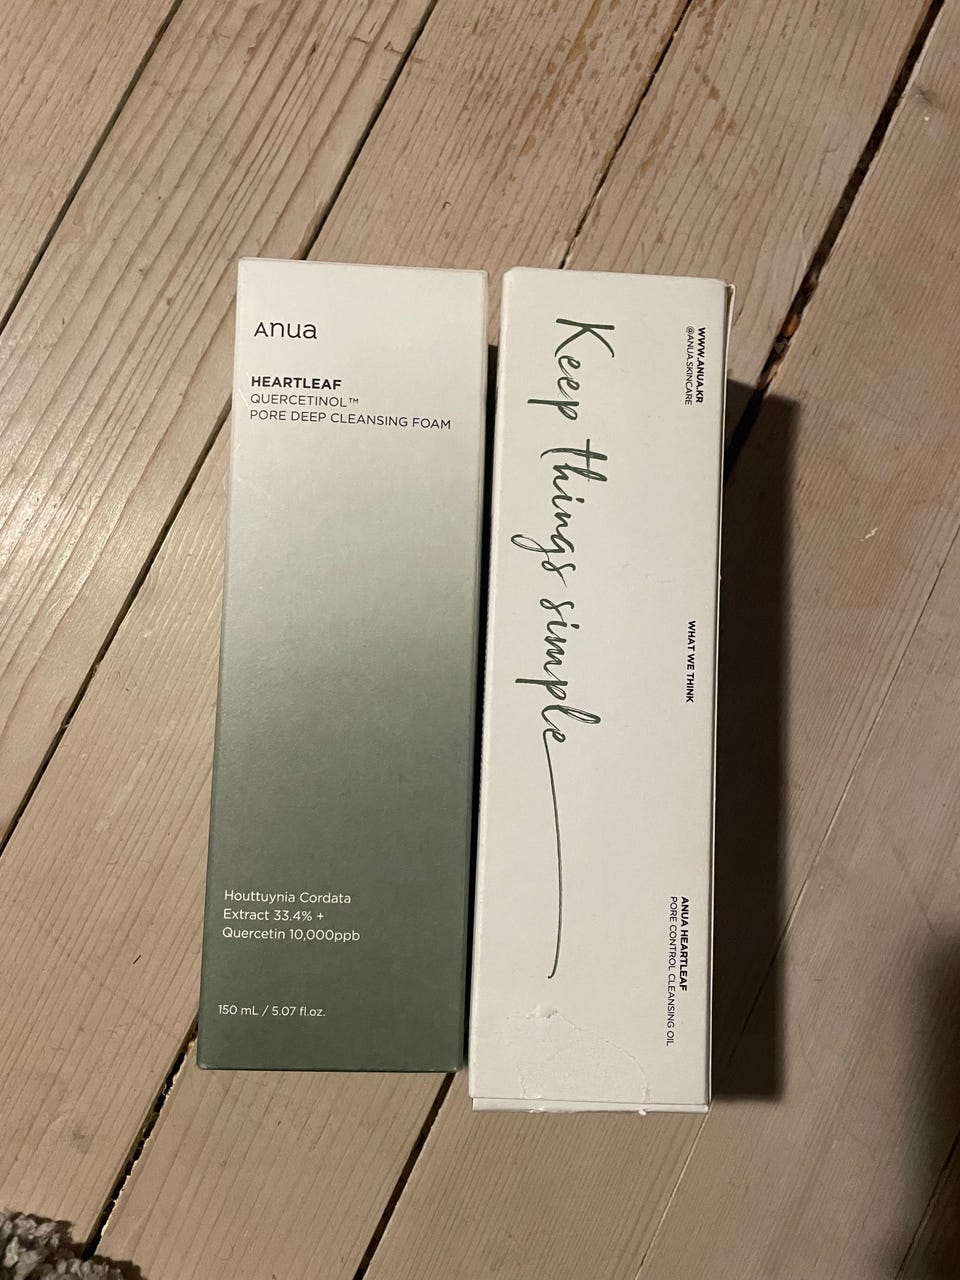 Anua
HEARTLEAF
QUERCETINOL™
PORE DEEP CLEANSING FOAM
Houttuynia Cordata
Extract 33.4% +
Quercetin 10,000ppb
150 mL / 5.07 fl.oz.
WWW.ANUA.KR
@ANUA.SKINCARE
WHAT WE THINK
ANUA HEARTLEAF
PORE CONTROL CLEANSING OIL
Keep things simple